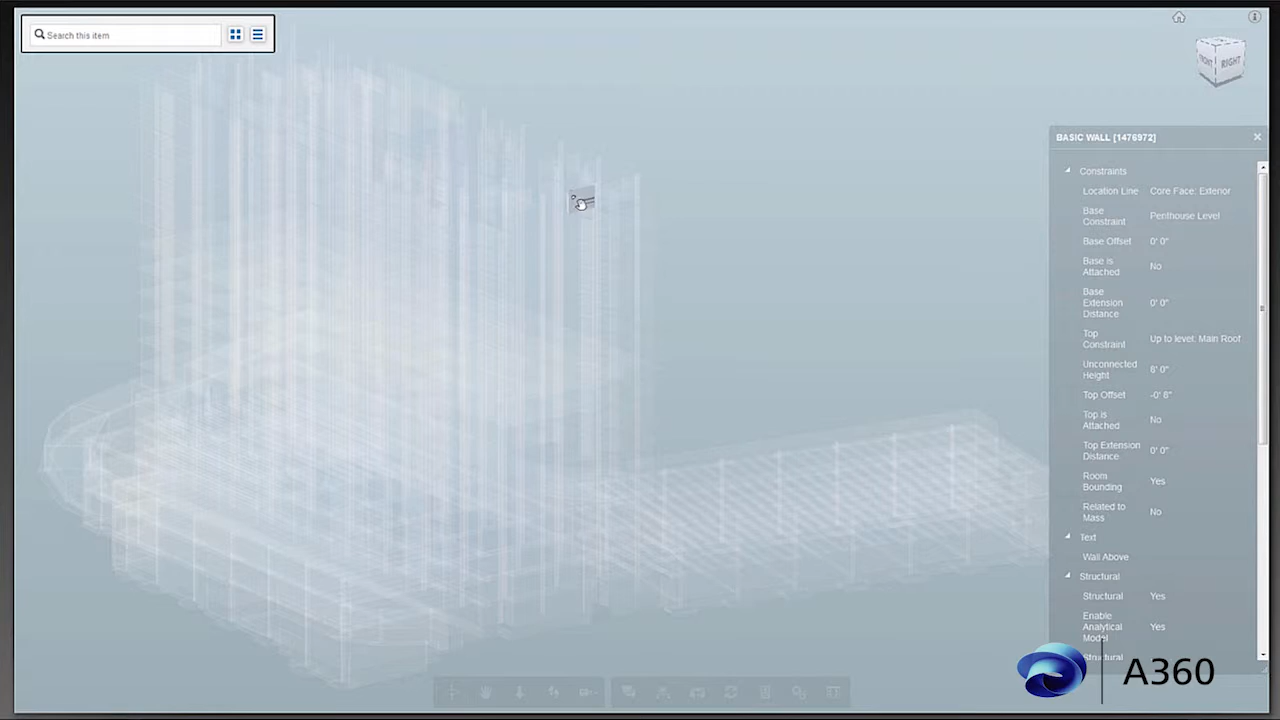 Search this item
FRONT
RIGHT
BASIC WALL [1476972]
Constraints
Location Line Core Face: Exterior
Base
Constraint
Penthouse Level
Base Offset 0' 0"
Base is
Attached
No
Base
Extension
Distance
0' 0"
Top
Constraint
Up to level: Main Roof
Unconnected
Height
8' 0"
Top Offset -0' 8"
Top is
Attached
No
Top Extension
Distance
0' 0"
Room
Bounding
Yes
Related to
Mass
No
Text
Wall Above
Structural
Structural Yes
Enable
Analytical
Model
Yes
Structural
A360